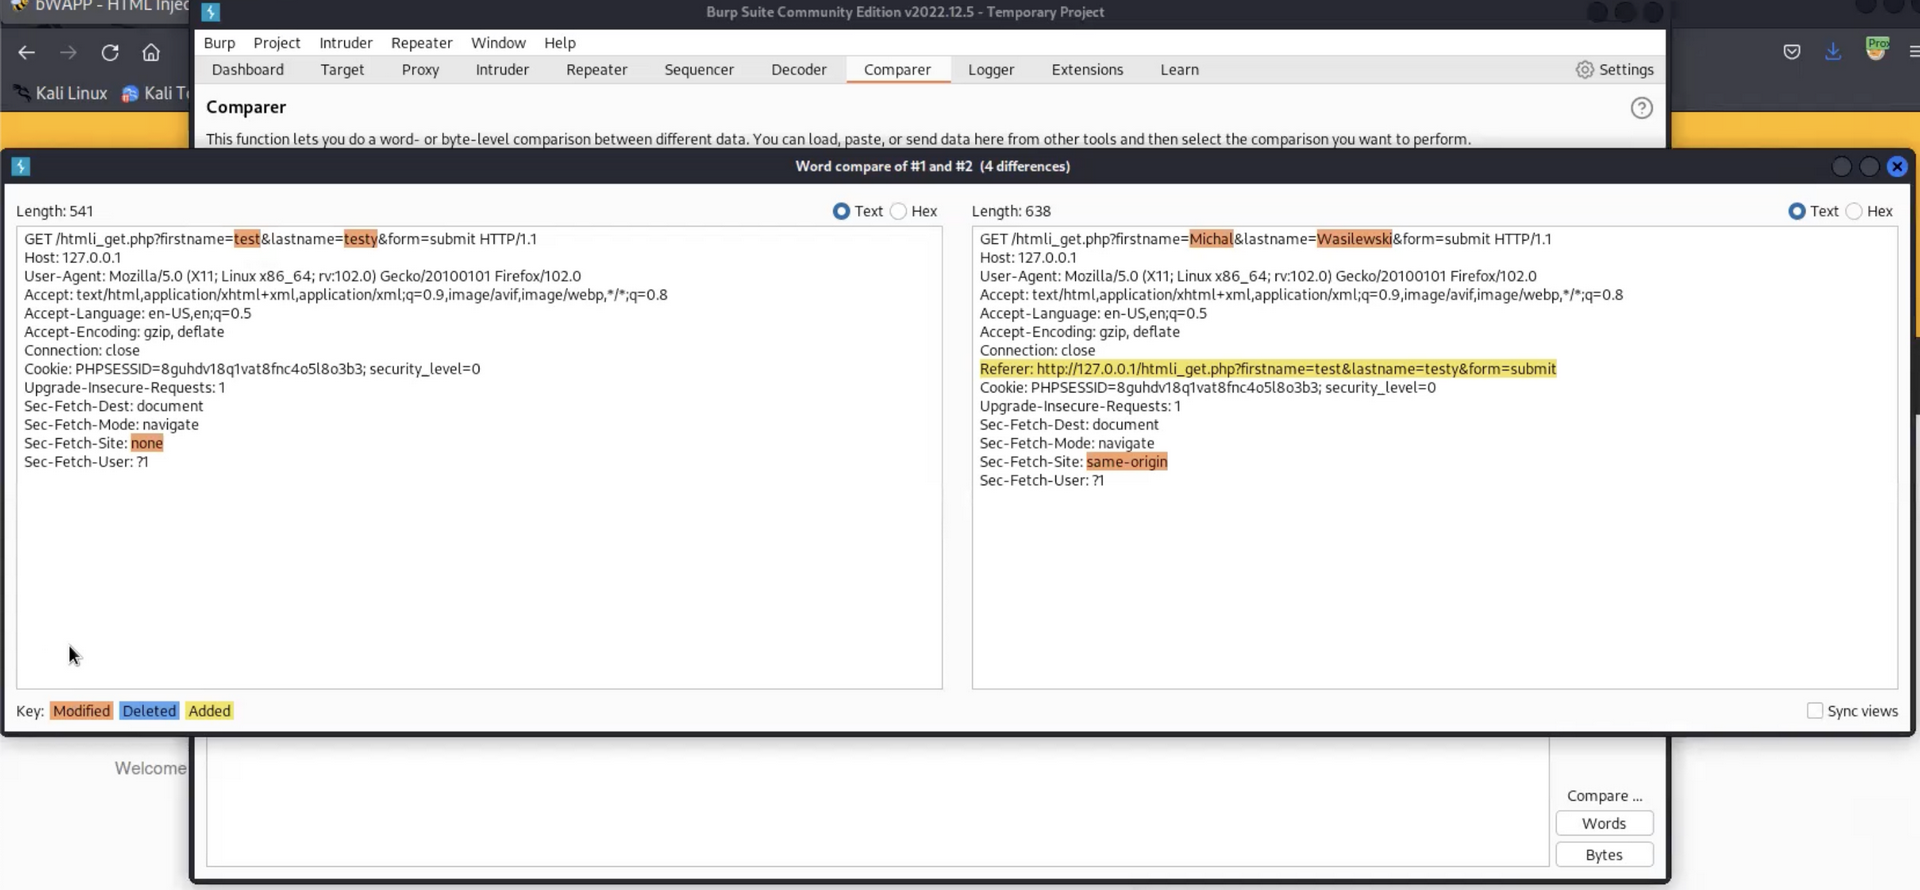 bWAPP - HTML Injec
Burp Suite Community Edition v2022.12.5 - Temporary Project
Burp Project Intruder Repeater Window Help
Dashboard Target Proxy Intruder Repeater Sequencer Decoder Comparer Logger Extensions Learn Settings
Prox
Kali Linux Kali To
Comparer
?
This function lets you do a word- or byte-level comparison between different data. You can load, paste, or send data here from other tools and then select the comparison you want to perform.
Word compare of #1 and #2 (4 differences)
Length: 541 Text Hex
GET /htmli_get.php?firstname=test&lastname=testy&form=submit HTTP/1.1
Host: 127.0.0.1
User-Agent: Mozilla/5.0 (X11; Linux x86_64; rv:102.0) Gecko/20100101 Firefox/102.0
Accept: text/html,application/xhtml+xml,application/xml;q=0.9,image/avif,image/webp,*/*;q=0.8
Accept-Language: en-US,en;q=0.5
Accept-Encoding: gzip, deflate
Connection: close
Cookie: PHPSESSID=8guhdv18q1vat8fnc4o5l8o3b3; security_level=0
Upgrade-Insecure-Requests: 1
Sec-Fetch-Dest: document
Sec-Fetch-Mode: navigate
Sec-Fetch-Site: none
Sec-Fetch-User: ?1
Length: 638 Text Hex
GET /htmli_get.php?firstname=Michal&lastname=Wasilewski&form=submit HTTP/1.1
Host: 127.0.0.1
User-Agent: Mozilla/5.0 (X11; Linux x86_64; rv:102.0) Gecko/20100101 Firefox/102.0
Accept: text/html,application/xhtml+xml,application/xml;q=0.9,image/avif,image/webp,*/*;q=0.8
Accept-Language: en-US,en;q=0.5
Accept-Encoding: gzip, deflate
Connection: close
Referer: http://127.0.0.1/htmli_get.php?firstname=test&lastname=testy&form=submit
Cookie: PHPSESSID=8guhdv18q1vat8fnc4o5l8o3b3; security_level=0
Upgrade-Insecure-Requests: 1
Sec-Fetch-Dest: document
Sec-Fetch-Mode: navigate
Sec-Fetch-Site: same-origin
Sec-Fetch-User: ?1
Key: Modified Deleted Added Sync views
Welcome
Compare ...
Words
Bytes